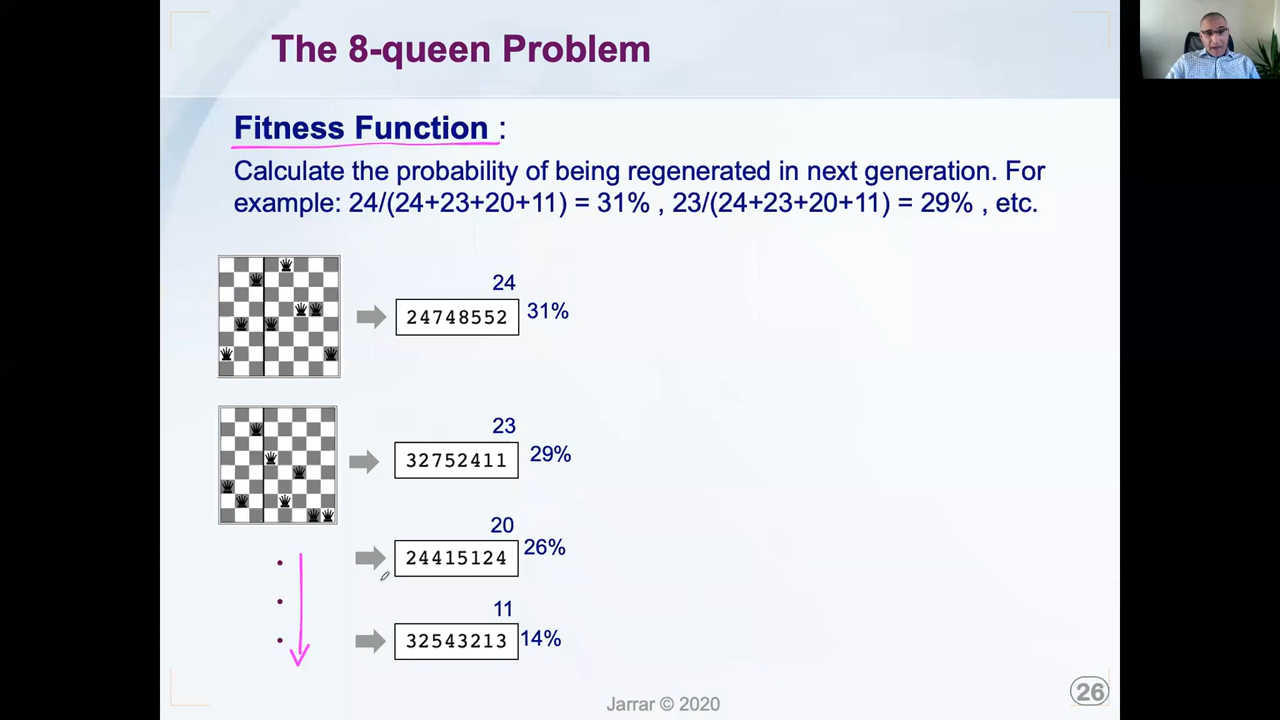 The 8-queen Problem
Fitness Function :
Calculate the probability of being regenerated in next generation. For
example: 24/(24+23+20+11) = 31% , 23/(24+23+20+11) = 29% , etc.
24
24748552 31%
23
32752411 29%
20
24415124 26%
11
32543213 14%
Jarrar © 2020
26